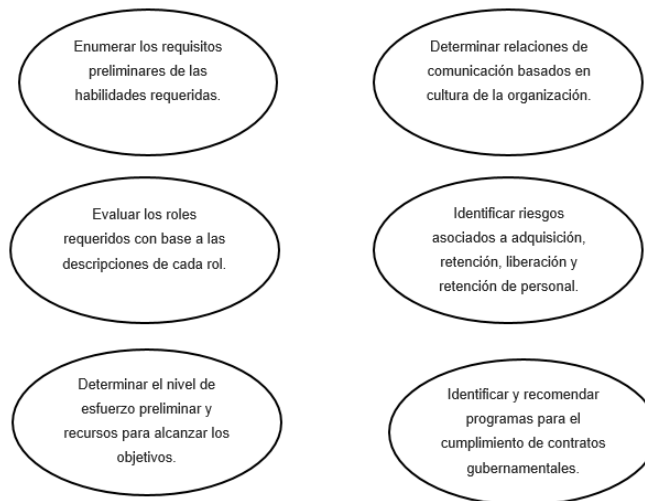 Enumerar los requisitos
preliminares de las
habilidades requeridas.
Determinar relaciones de
comunicación basados en
cultura de la organización.
Evaluar los roles
requeridos con base a las
descripciones de cada rol.
Identificar riesgos
asociados a adquisición,
retención, liberación y
retención de personal.
Determinar el nivel de
esfuerzo preliminar y
recursos para alcanzar los
objetivos.
Identificar y recomendar
programas para el
cumplimiento de contratos
gubernamentales.